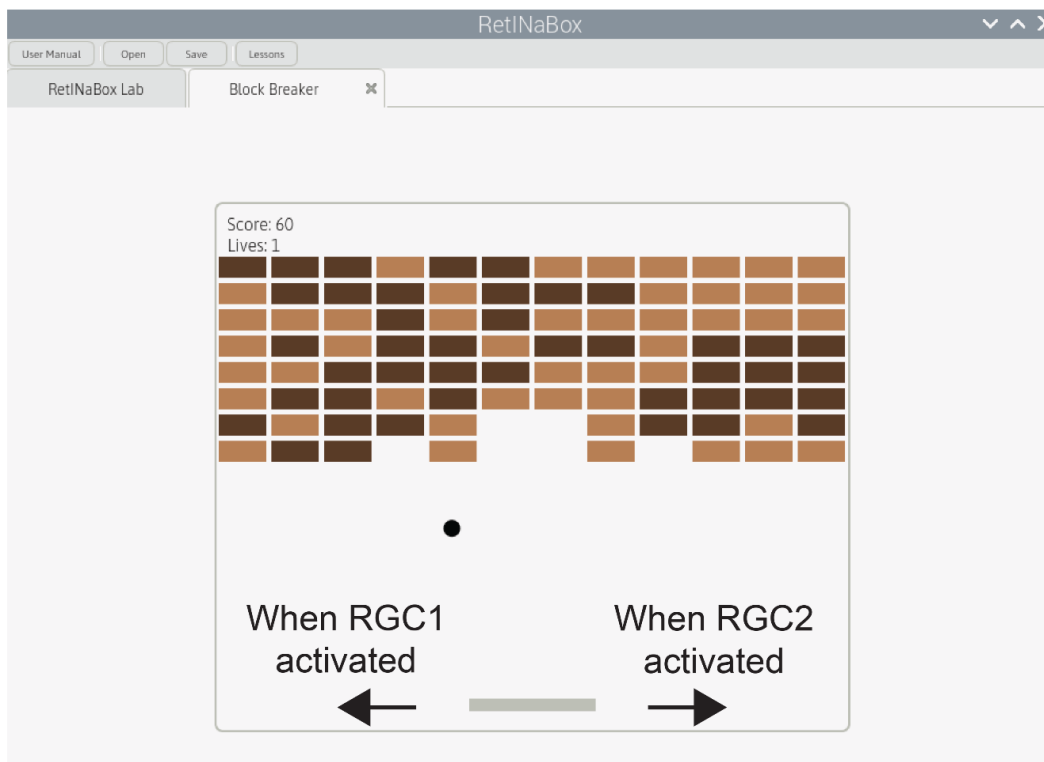 RetINaBox
User Manual Open Save Lessons
RetINaBox Lab Block Breaker
Score: 60
Lives: 1
When RGC1 When RGC2
activated activated